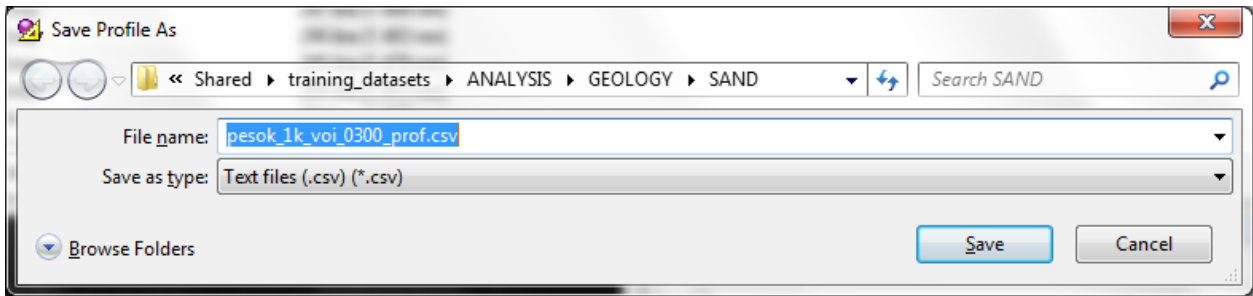 Save Profile As
« Shared training_datasets ANALYSIS GEOLOGY SAND Search SAND
File name: pesok_1k_voi_0300_prof.csv
Save as type: Text files (.csv) (*.csv)
Browse Folders Save Cancel